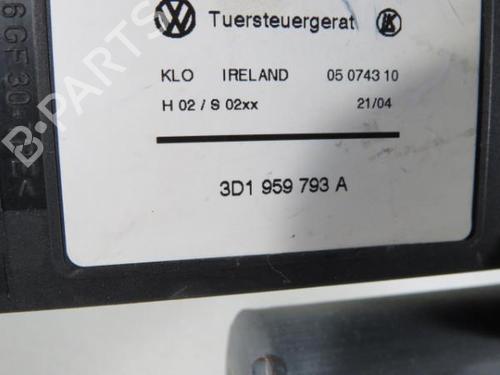 Tuersteuergerat
KLO IRELAND 05 0743 10
H 02 / S 02xx 21/04
3D1 959 793 A
B-PARTS